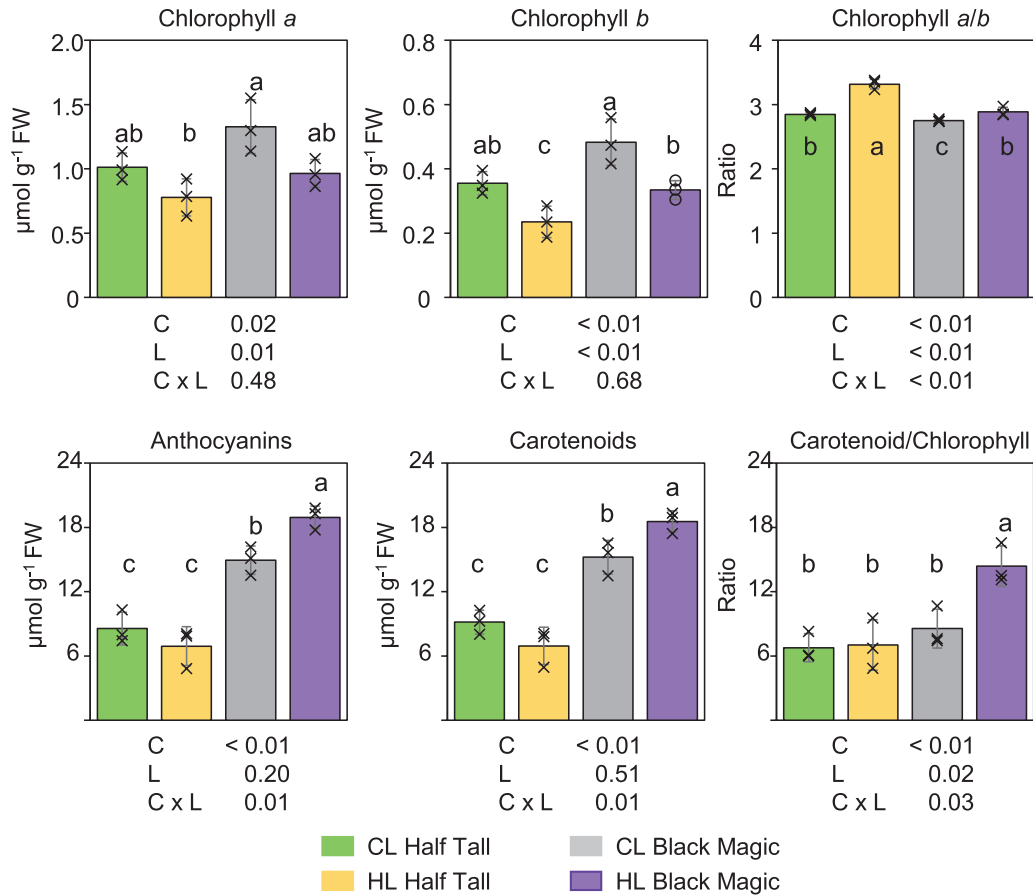 Chlorophyll a
2.0
1.5
1.0
0.5
0
µmol g⁻¹ FW
ab
b
a
ab
C 0.02
L 0.01
C x L 0.48
Chlorophyll b
0.8
0.6
0.4
0.2
0
µmol g⁻¹ FW
ab
c
a
b
C < 0.01
L < 0.01
C x L 0.68
Chlorophyll a/b
4
3
2
1
0
Ratio
b
a
c
b
C < 0.01
L < 0.01
C x L < 0.01
Anthocyanins
24
18
12
6
µmol g⁻¹ FW
c
c
b
a
C < 0.01
L 0.20
C x L 0.01
Carotenoids
24
18
12
6
µmol g⁻¹ FW
c
c
b
a
C < 0.01
L 0.51
C x L 0.01
Carotenoid/Chlorophyll
24
18
12
6
Ratio
b
b
b
a
C < 0.01
L 0.02
C x L 0.03
CL Half Tall
HL Half Tall
CL Black Magic
HL Black Magic